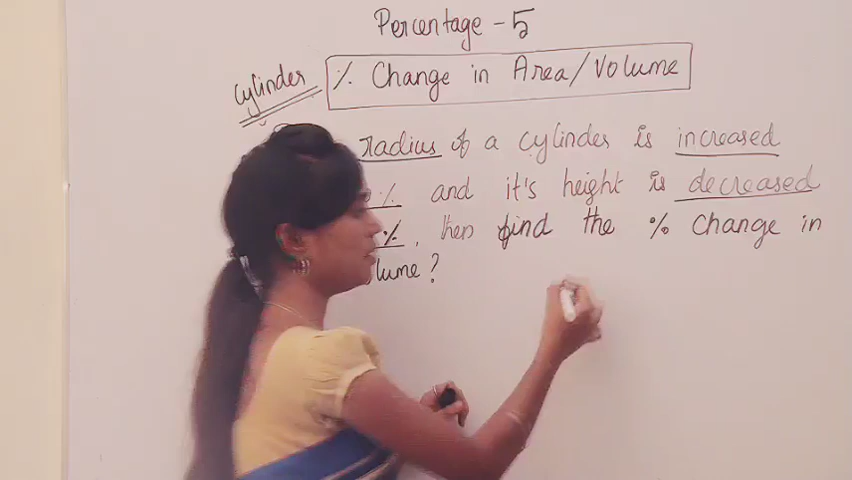 Percentage - 5
cylinder
% Change in Area/Volume
radius of a cylinder is increased
% and it's height is decreased
%, then find the % Change in
lume?